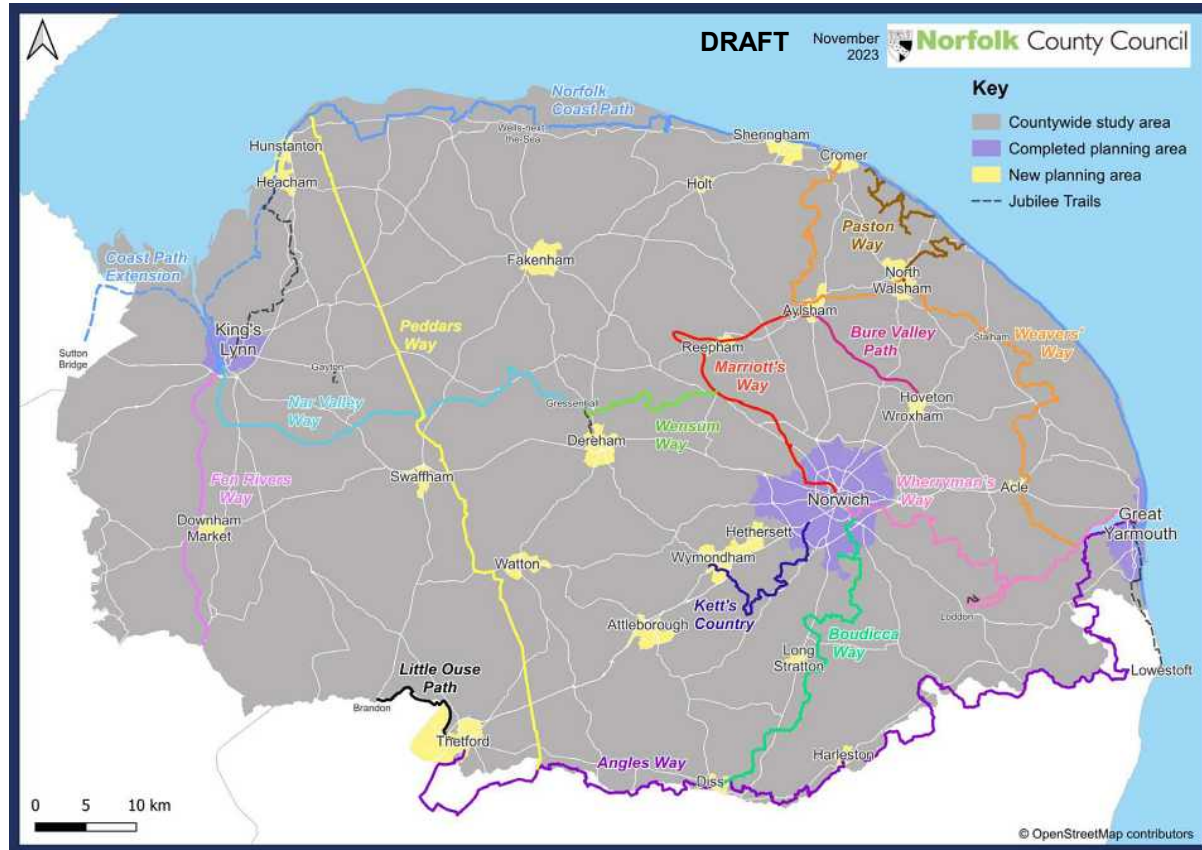 DRAFT
November
2023
Norfolk County Council
Key
Countywide study area
Completed planning area
New planning area
Jubilee Trails
Norfolk
Coast Path
Wells-next
the-Sea
Sheringham
Cromer
Hunstanton
Heacham
Holt
Paston
Way
Fakenham
North
Walsham
Coast Path
Extension
Aylsham
King's
Lynn
Peddars
Way
Bure Valley
Path
Stalham
Weavers'
Way
Reepham
Sutton
Bridge
Gayton
Marriott's
Way
Nar Valley
Way
Gressenhall
Hoveton
Wroxham
Wensum
Way
Dereham
Swaffham
Fen Rivers
Way
Norwich
Wherryman's
Way
Acle
Great
Yarmouth
Downham
Market
Hethersett
Wymondham
Watton
Kett's
Country
Loddon
Attleborough
Boudicca
Way
Long
Stratton
Little Ouse
Path
Lowestoft
Brandon
Thetford
Harleston
Angles Way
Diss
0 5 10 km
© OpenStreetMap contributors